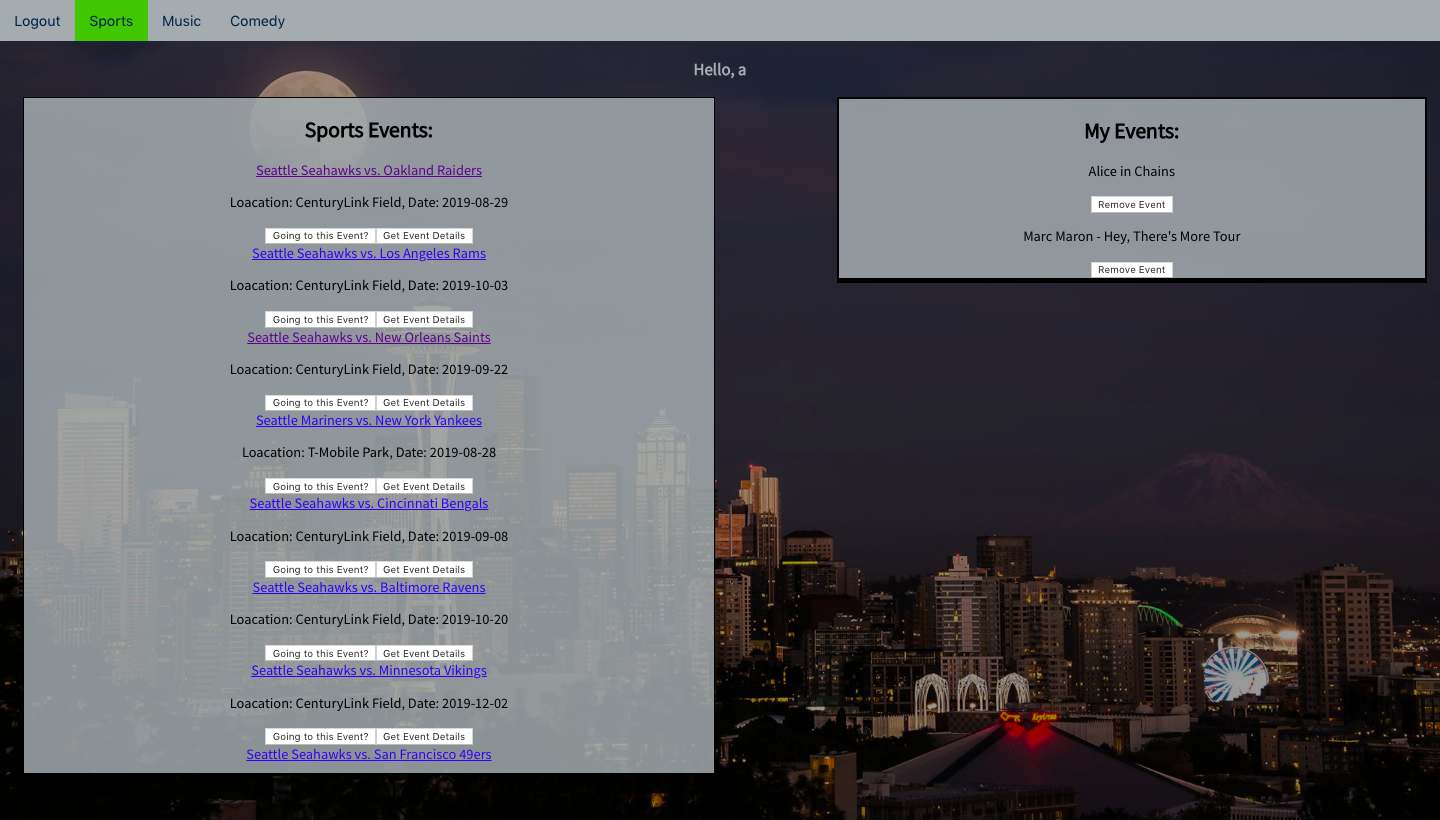 Logout Sports Music Comedy
Hello, a
Sports Events:
Seattle Seahawks vs. Oakland Raiders
Loacation: CenturyLink Field, Date: 2019-08-29
Going to this Event? Get Event Details
Seattle Seahawks vs. Los Angeles Rams
Loacation: CenturyLink Field, Date: 2019-10-03
Going to this Event? Get Event Details
Seattle Seahawks vs. New Orleans Saints
Loacation: CenturyLink Field, Date: 2019-09-22
Going to this Event? Get Event Details
Seattle Mariners vs. New York Yankees
Loacation: T-Mobile Park, Date: 2019-08-28
Going to this Event? Get Event Details
Seattle Seahawks vs. Cincinnati Bengals
Loacation: CenturyLink Field, Date: 2019-09-08
Going to this Event? Get Event Details
Seattle Seahawks vs. Baltimore Ravens
Loacation: CenturyLink Field, Date: 2019-10-20
Going to this Event? Get Event Details
Seattle Seahawks vs. Minnesota Vikings
Loacation: CenturyLink Field, Date: 2019-12-02
Going to this Event? Get Event Details
Seattle Seahawks vs. San Francisco 49ers
My Events:
Alice in Chains
Remove Event
Marc Maron - Hey, There's More Tour
Remove Event